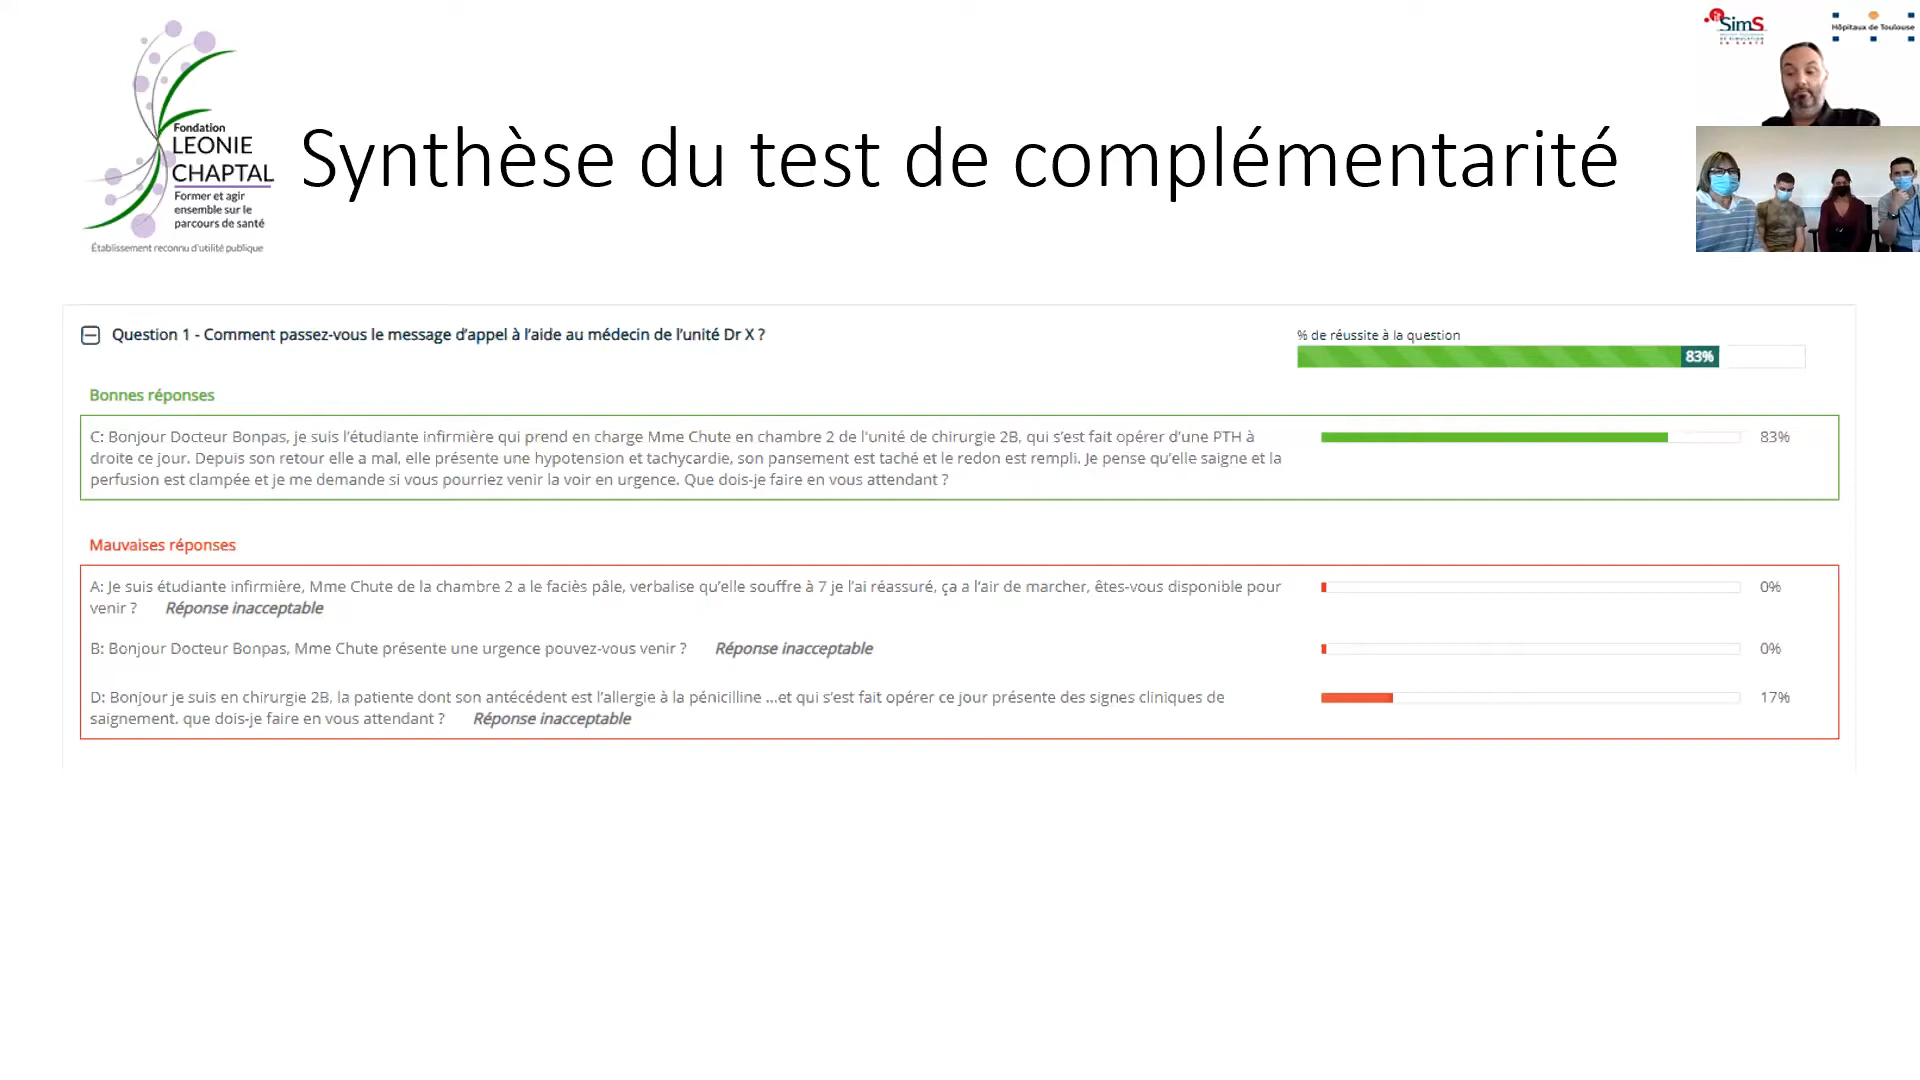 Fondation
LEONIE
CHAPTAL
Former et agir
ensemble sur le
parcours de santé
Établissement reconnu d'utilité publique
Synthèse du test de complémentarité
itSimS
Hôpitaux de Toulouse
Question 1 - Comment passez-vous le message d'appel à l'aide au médecin de l'unité Dr X ?
% de réussite à la question
83%
Bonnes réponses
C: Bonjour Docteur Bonpas, je suis l'étudiante infirmière qui prend en charge Mme Chute en chambre 2 de l'unité de chirurgie 2B, qui s'est fait opérer d'une PTH à
droite ce jour. Depuis son retour elle a mal, elle présente une hypotension et tachycardie, son pansement est taché et le redon est rempli. Je pense qu'elle saigne et la
perfusion est clampée et je me demande si vous pourriez venir la voir en urgence. Que dois-je faire en vous attendant ?
83%
Mauvaises réponses
A: Je suis étudiante infirmière, Mme Chute de la chambre 2 a le faciès pâle, verbalise qu'elle souffre à 7 je l'ai réassuré, ça a l'air de marcher, êtes-vous disponible pour
venir ? Réponse inacceptable
0%
B: Bonjour Docteur Bonpas, Mme Chute présente une urgence pouvez-vous venir ? Réponse inacceptable
0%
D: Bonjour je suis en chirurgie 2B, la patiente dont son antécédent est l'allergie à la pénicilline ...et qui s'est fait opérer ce jour présente des signes cliniques de
saignement. que dois-je faire en vous attendant ? Réponse inacceptable
17%